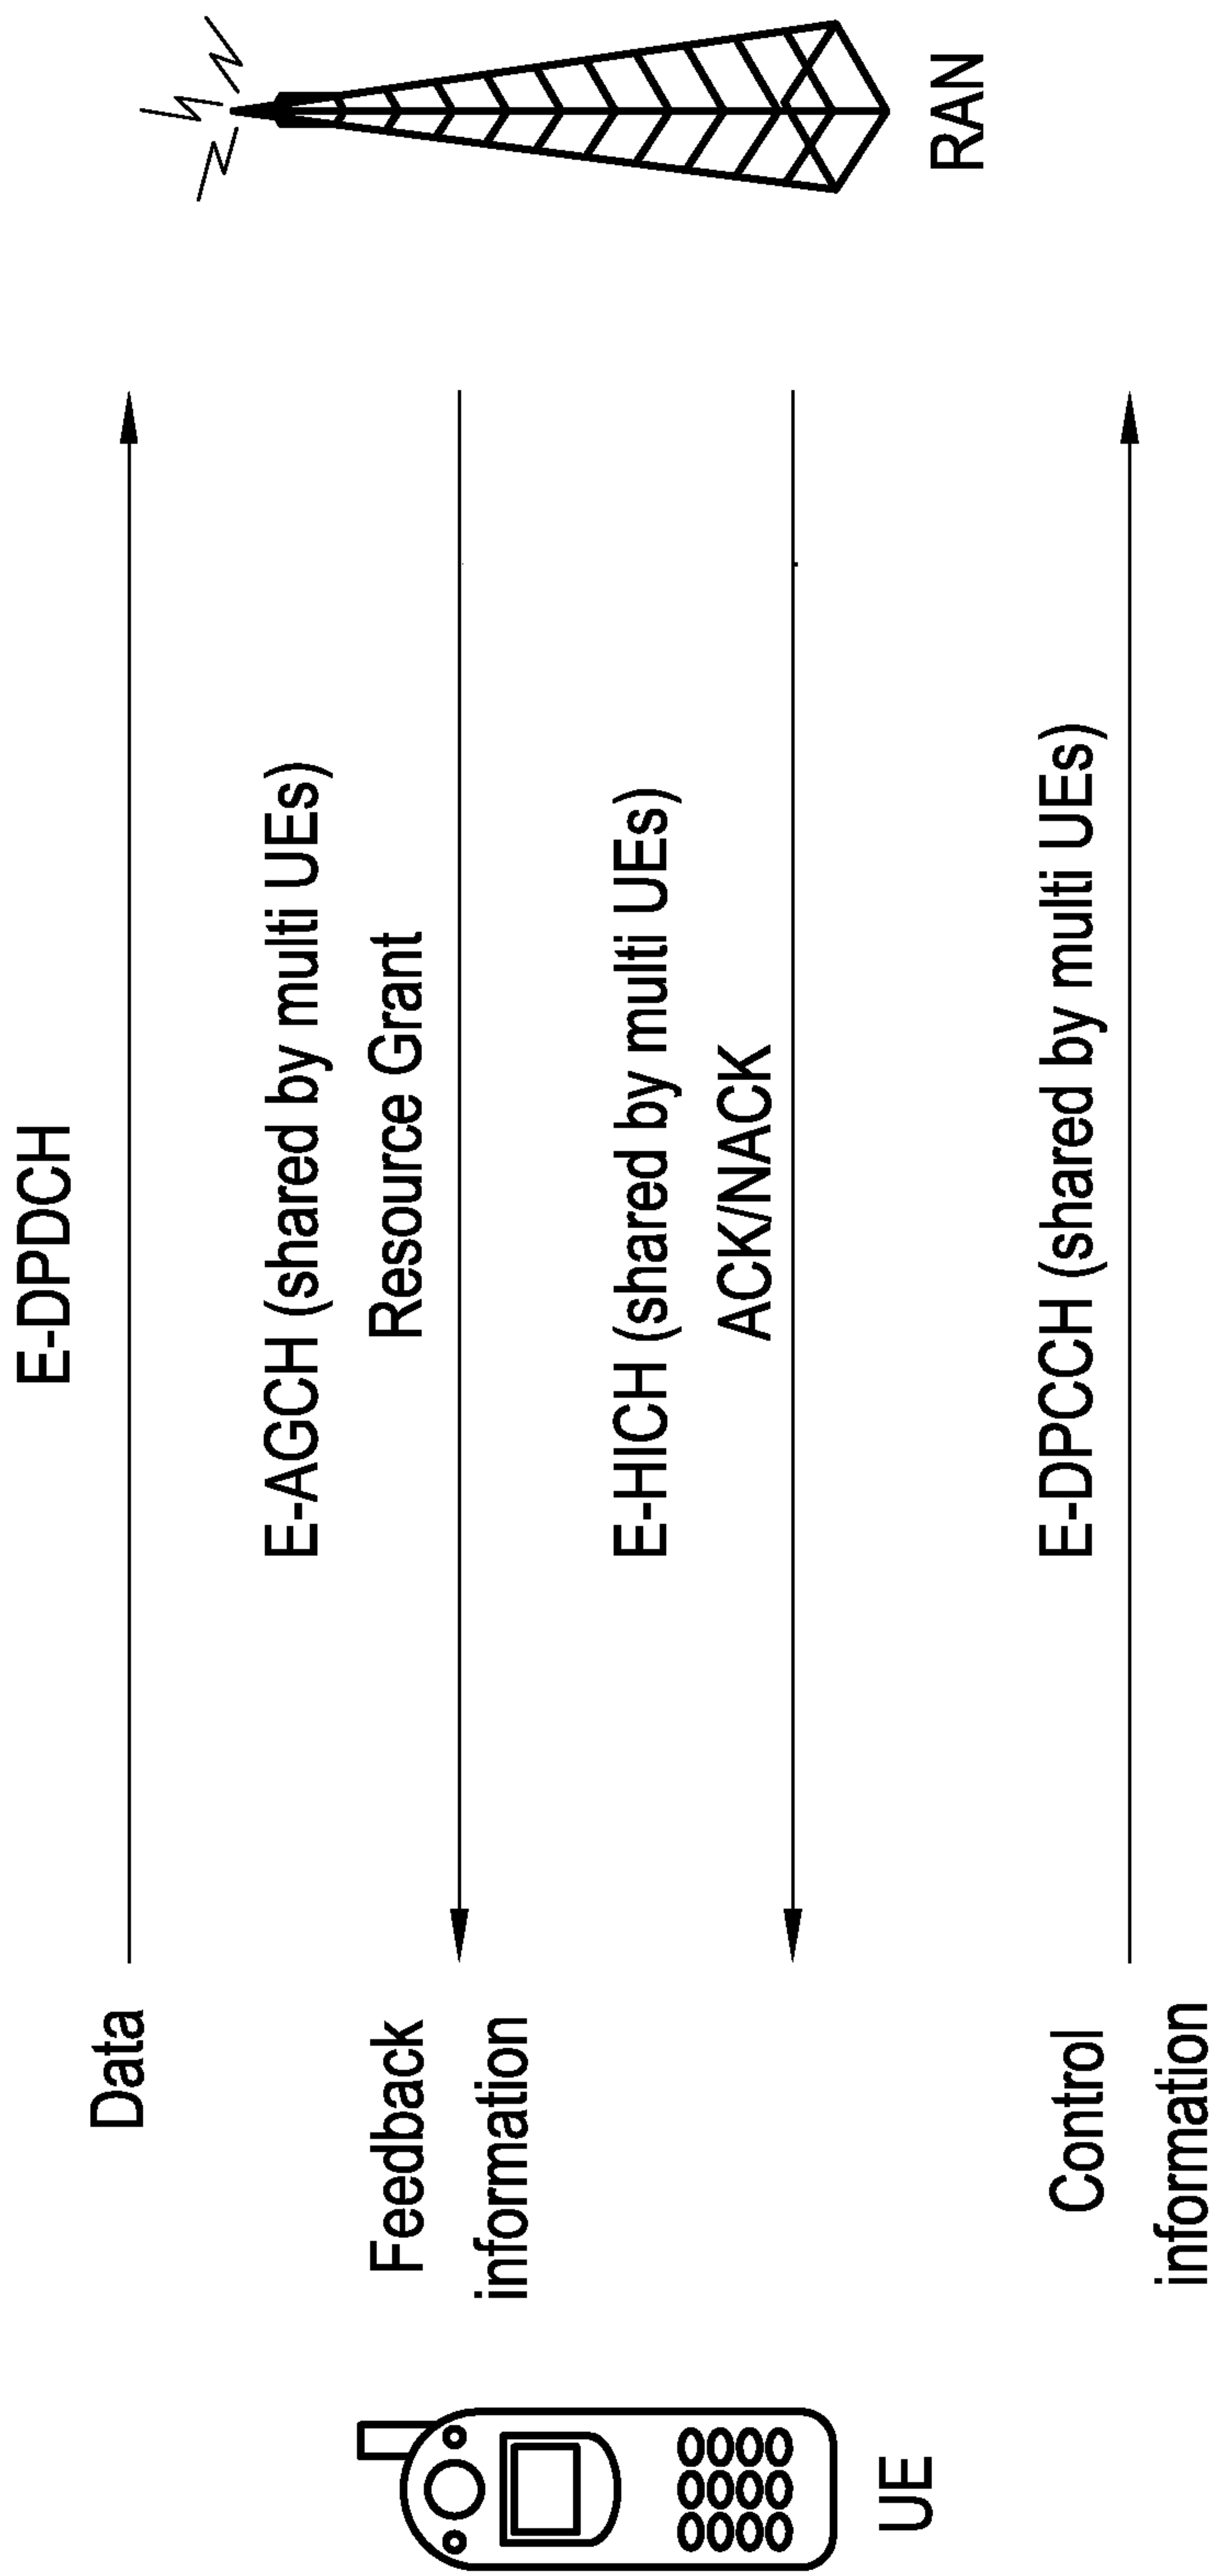 E-DPDCH
Data
E-AGCH (shared by multi UEs)
Feedback
information
Resource Grant
E-HICH (shared by multi UEs)
ACK/NACK
UE
RAN
E-DPCCH (shared by multi UEs)
Control
information